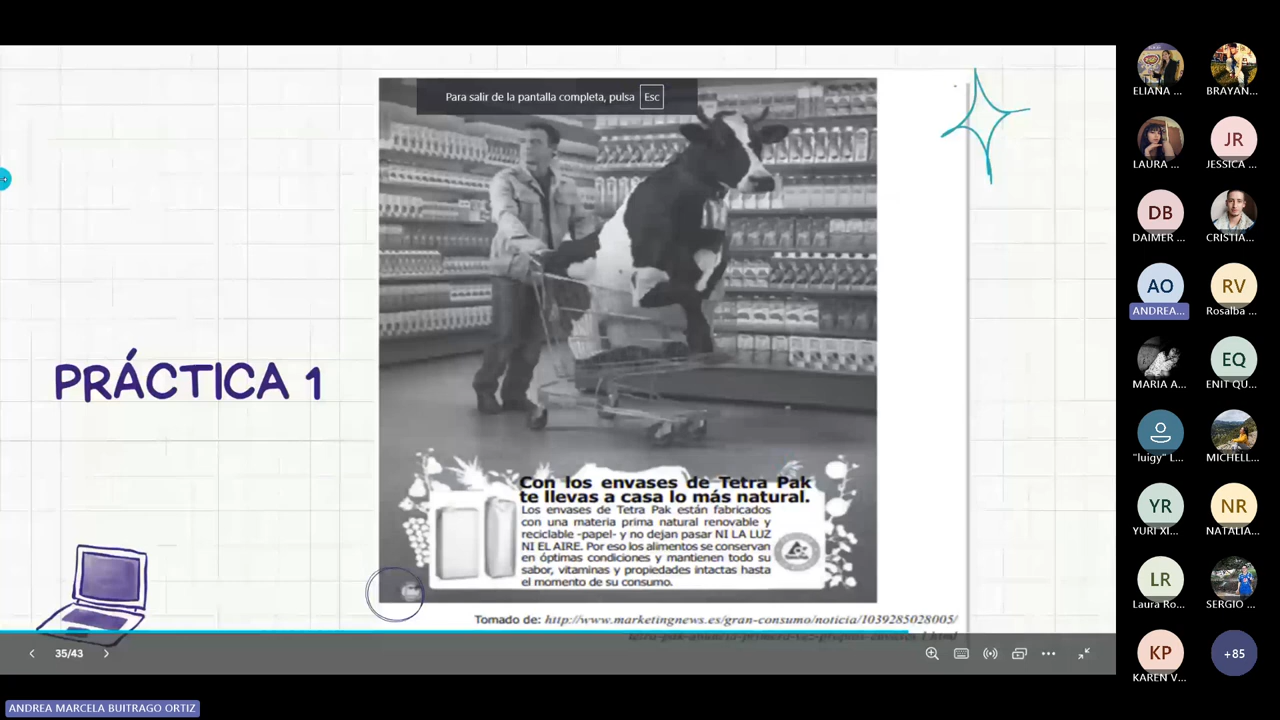 Para salir de la pantalla completa, pulsa Esc
PRÁCTICA 1
Con los envases de Tetra Pak
te llevas a casa lo más natural.
Los envases de Tetra Pak están fabricados
con una materia prima natural renovable y
reciclable -papel- y no dejan pasar NI LA LUZ
NI EL AIRE. Por eso los alimentos se conservan
en óptimas condiciones y mantienen todo su
sabor, vitaminas y propiedades intactas hasta
el momento de su consumo.
Tomado de: http://www.marketingnews.es/gran-consumo/noticia/1039285028005/
35/43
ELIANA ...
BRAYAN...
LAURA ...
JR
JESSICA ...
DB
DAIMER ...
CRISTIA...
AO
ANDREA...
RV
Rosalba ...
MARIA A...
EQ
ENIT QU...
"luigy" L...
MICHELL...
YR
YURI XI...
NR
NATALIA...
LR
Laura Ro...
SERGIO ...
KP
KAREN V...
+85
ANDREA MARCELA BUITRAGO ORTIZ